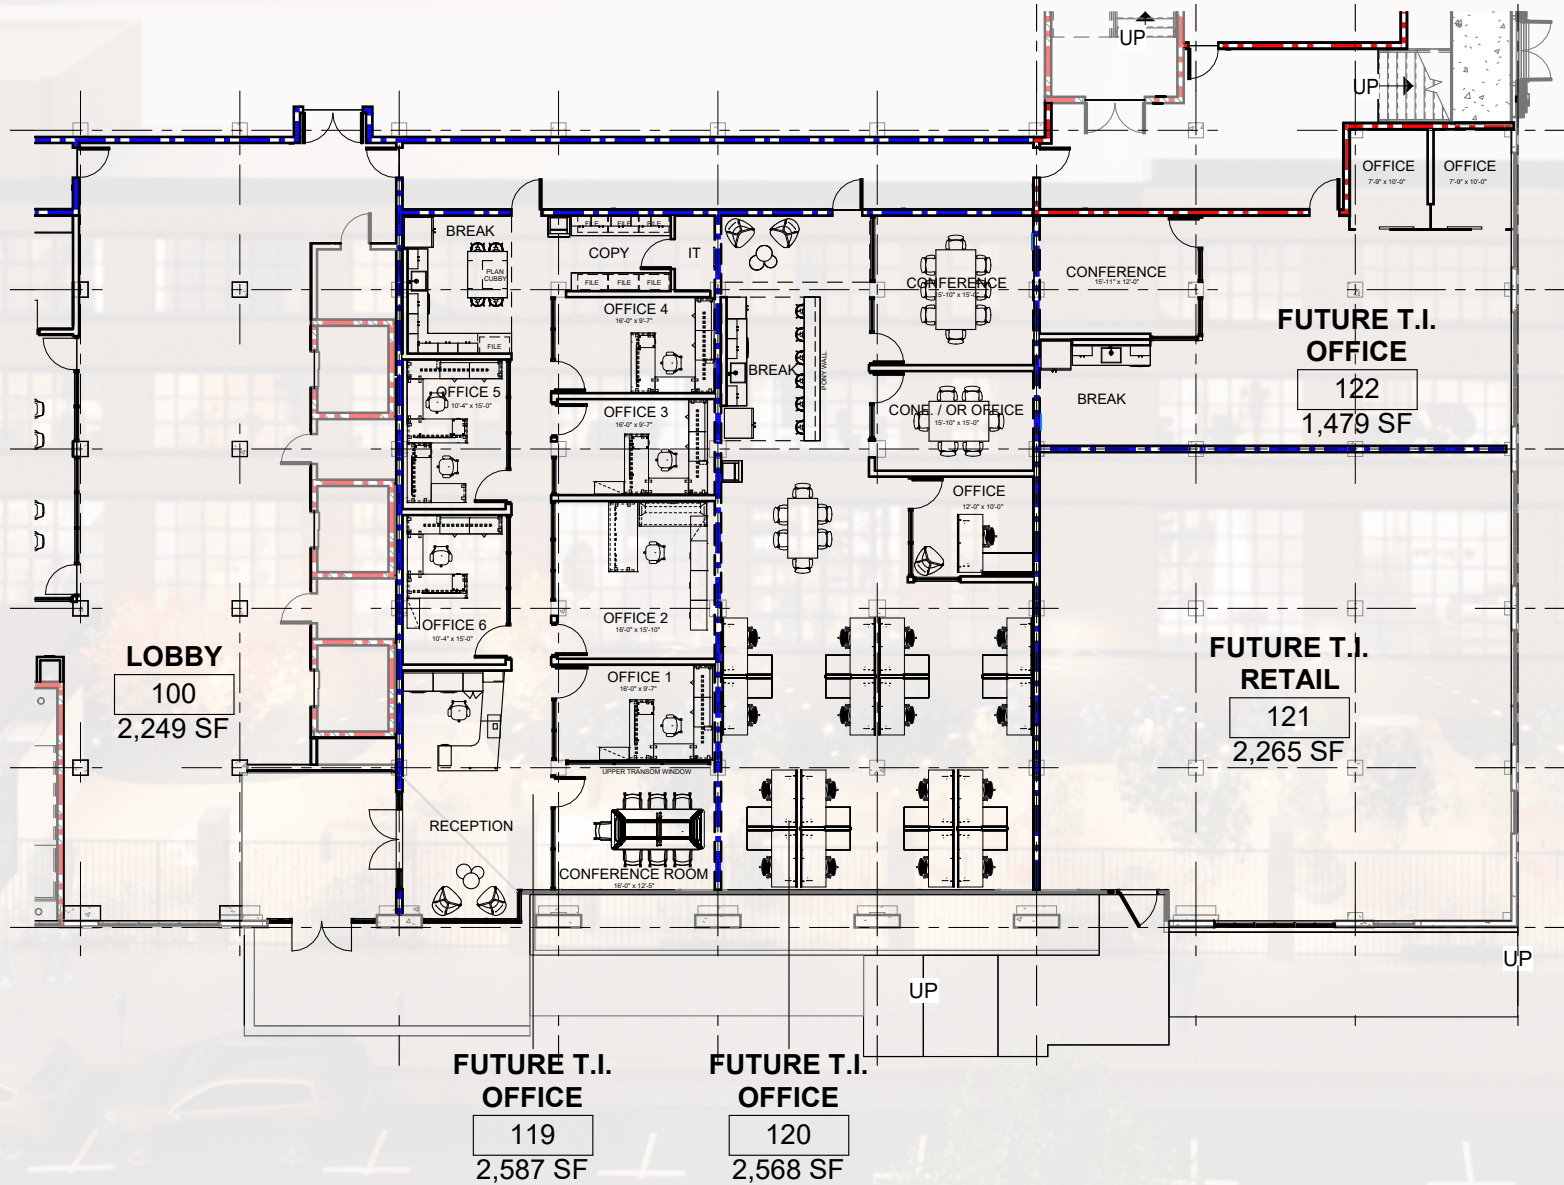 UP
UP
OFFICE
7'-9" x 10'-0"
OFFICE
7'-9" x 10'-0"
BREAK
PLAN
CUBBY
FILE
FILE FILE FILE
COPY
IT
FILE FILE FILE
CONFERENCE
15'-10" x 15'-0"
CONFERENCE
15'-11" x 12'-0"
OFFICE 4
16'-0" x 9'-7"
FUTURE T.I.
OFFICE
122
1,479 SF
BREAK
PONY WALL
BREAK
OFFICE 5
10'-4" x 15'-0"
OFFICE 3
16'-0" x 9'-7"
CONF. / OR OFFICE
15'-10" x 15'-0"
OFFICE
12'-0" x 10'-0"
OFFICE 6
10'-4" x 15'-0"
OFFICE 2
16'-0" x 15'-10"
LOBBY
100
2,249 SF
OFFICE 1
16'-0" x 9'-7"
FUTURE T.I.
RETAIL
121
2,265 SF
UPPER TRANSOM WINDOW
RECEPTION
CONFERENCE ROOM
16'-0" x 12'-5"
UP
UP
FUTURE T.I.
OFFICE
119
2,587 SF
FUTURE T.I.
OFFICE
120
2,568 SF